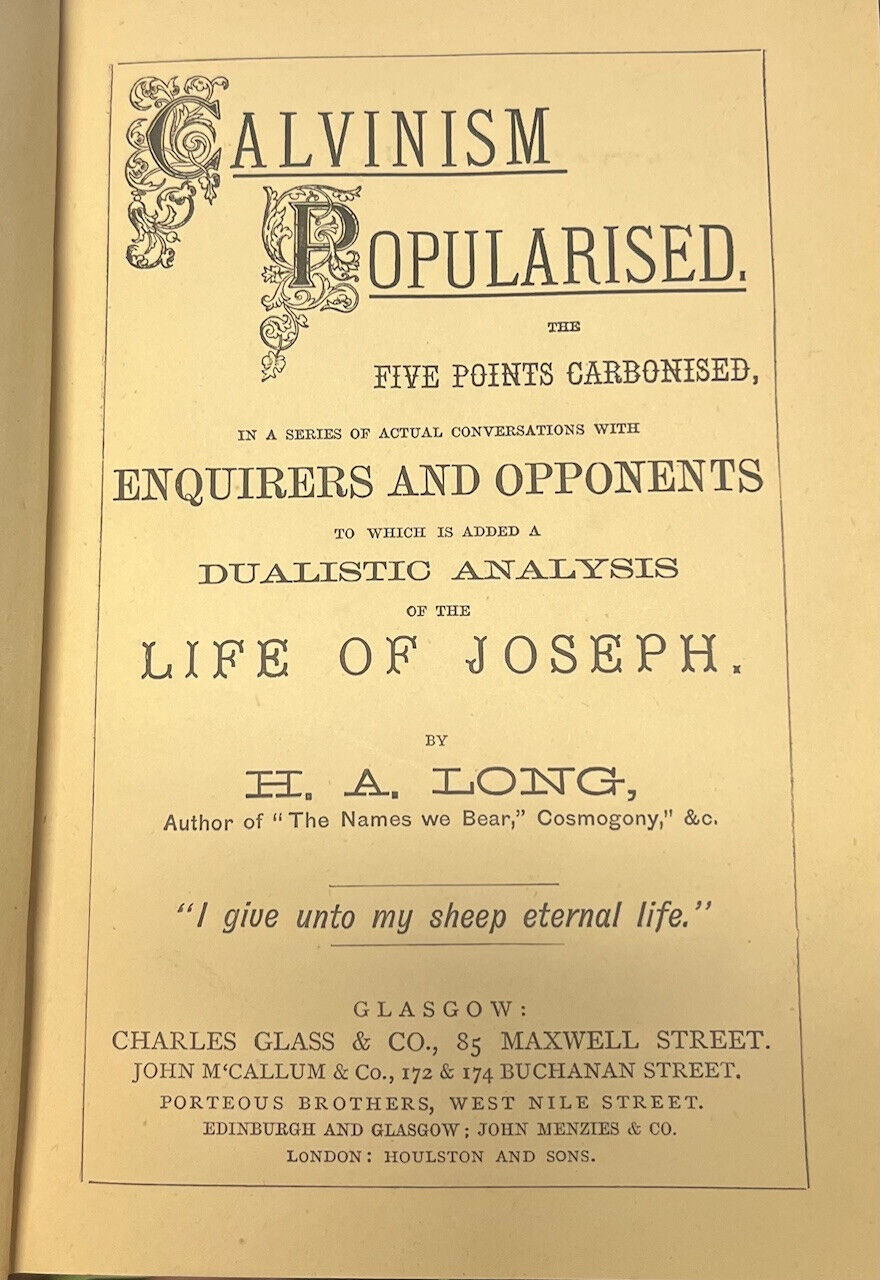 CALVINISM
POPULARISED.
THE
FIVE POINTS CARBONISED,
IN A SERIES OF ACTUAL CONVERSATIONS WITH
ENQUIRERS AND OPPONENTS
TO WHICH IS ADDED A
DUALISTIC ANALYSIS
OF THE
LIFE OF JOSEPH.
BY
H. A. LONG,
Author of "The Names we Bear," Cosmogony," &c.
"I give unto my sheep eternal life."
GLASGOW:
CHARLES GLASS & CO., 85 MAXWELL STREET.
JOHN M‘CALLUM & Co., 172 & 174 BUCHANAN STREET.
PORTEOUS BROTHERS, WEST NILE STREET.
EDINBURGH AND GLASGOW; JOHN MENZIES & CO.
LONDON: HOULSTON AND SONS.